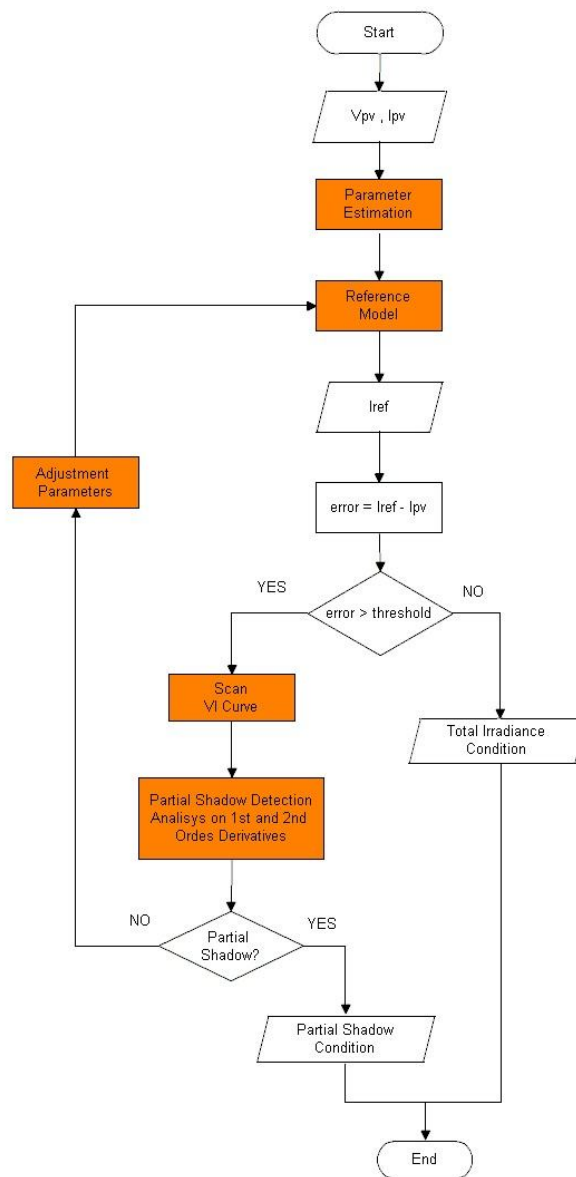 Start
Vpv , Ipv
Parameter
Estimation
Reference
Model
Iref
Adjustment
Parameters
error = Iref - Ipv
YES
NO
error > threshold
Scan
VI Curve
Total Irradiance
Condition
Partial Shadow Detection
Analisys on 1st and 2nd
Ordes Derivatives
NO
YES
Partial
Shadow?
Partial Shadow
Condition
End